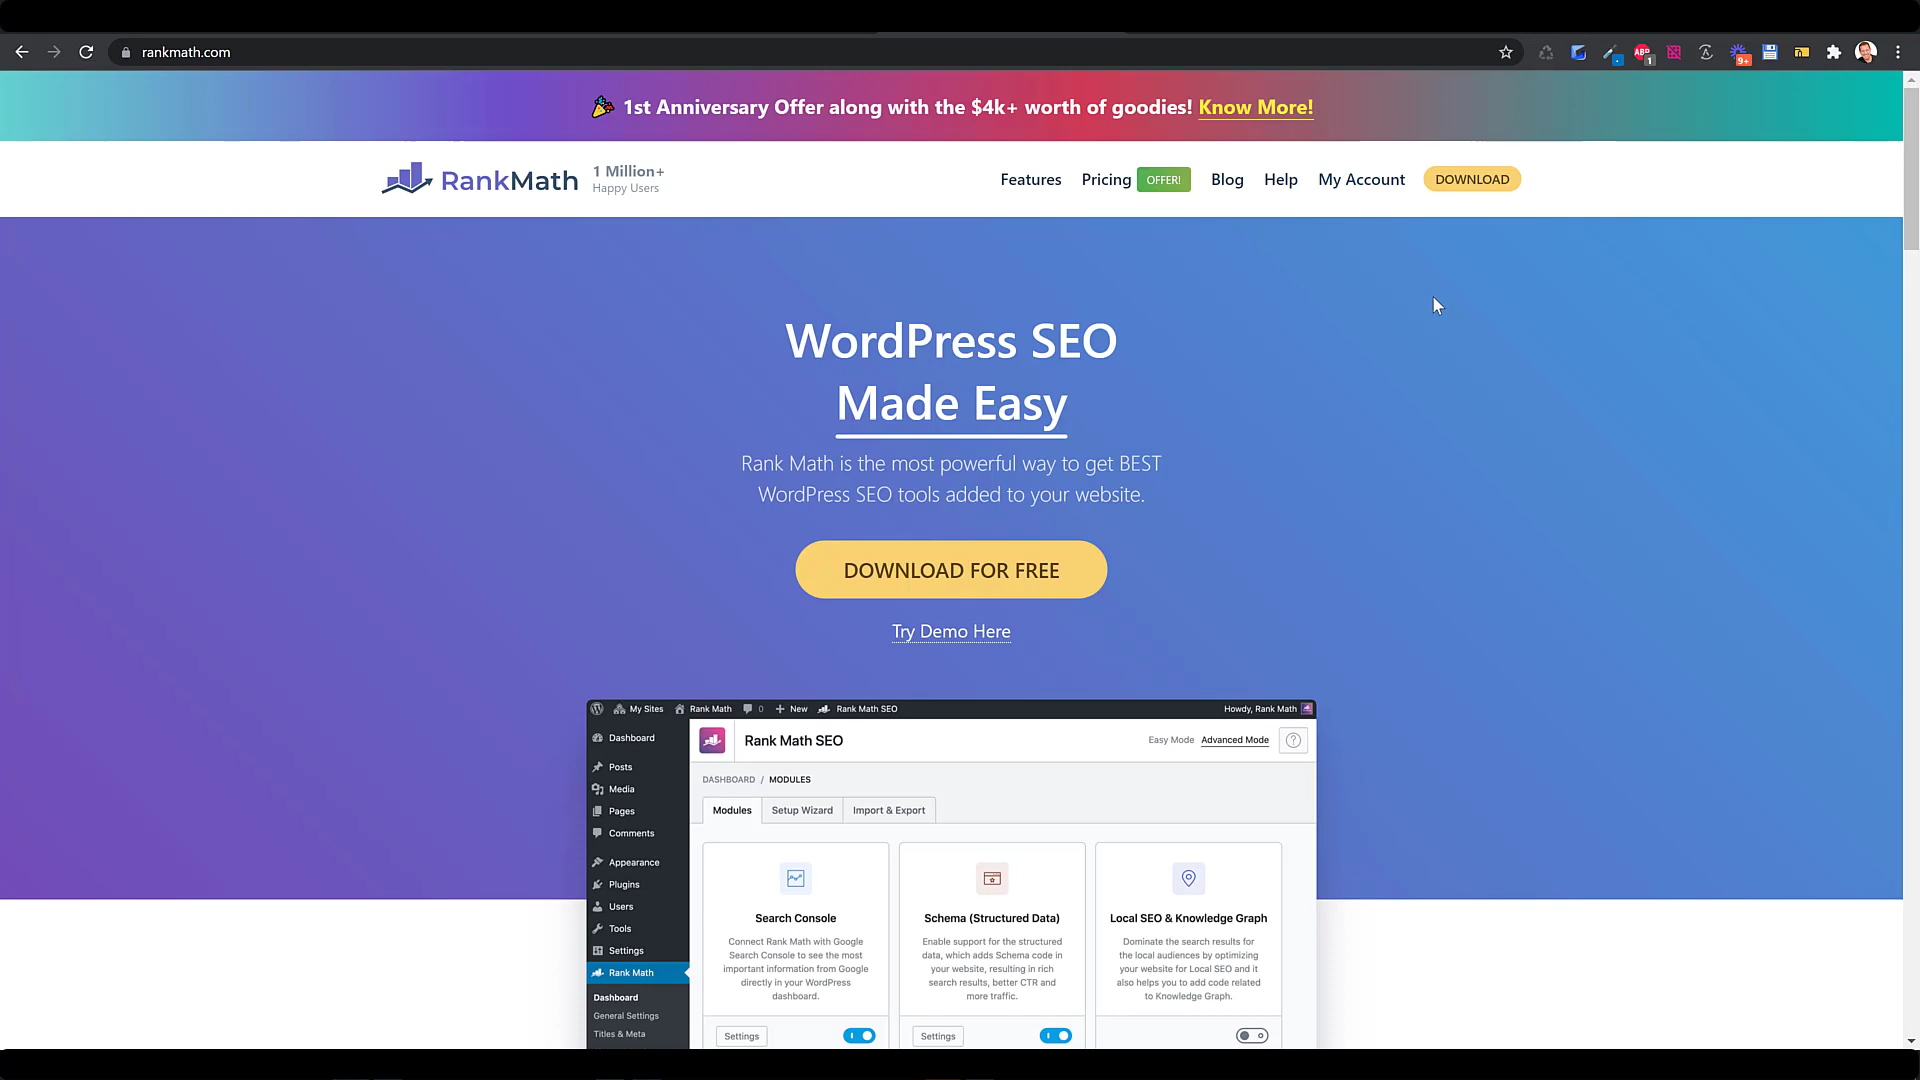 rankmath.com
ABP
1
9+
1st Anniversary Offer along with the $4k+ worth of goodies! Know More!
RankMath
1 Million+
Happy Users
Features
Pricing
OFFER!
Blog
Help
My Account
DOWNLOAD
WordPress SEO
Made Easy
Rank Math is the most powerful way to get BEST
WordPress SEO tools added to your website.
DOWNLOAD FOR FREE
Try Demo Here
My Sites
Rank Math
0
New
Rank Math SEO
Howdy, Rank Math
Dashboard
Posts
Media
Pages
Comments
Appearance
Plugins
Users
Tools
Settings
Rank Math
Dashboard
General Settings
Titles & Meta
Rank Math SEO
Easy Mode
Advanced Mode
?
DASHBOARD / MODULES
Modules
Setup Wizard
Import & Export
Search Console
Connect Rank Math with Google
Search Console to see the most
important information from Google
directly in your WordPress
dashboard.
Settings
Schema (Structured Data)
Enable support for the structured
data, which adds Schema code in
your website, resulting in rich
search results, better CTR and
more traffic.
Settings
Local SEO & Knowledge Graph
Dominate the search results for
the local audiences by optimizing
your website for Local SEO and it
also helps you to add code related
to Knowledge Graph.